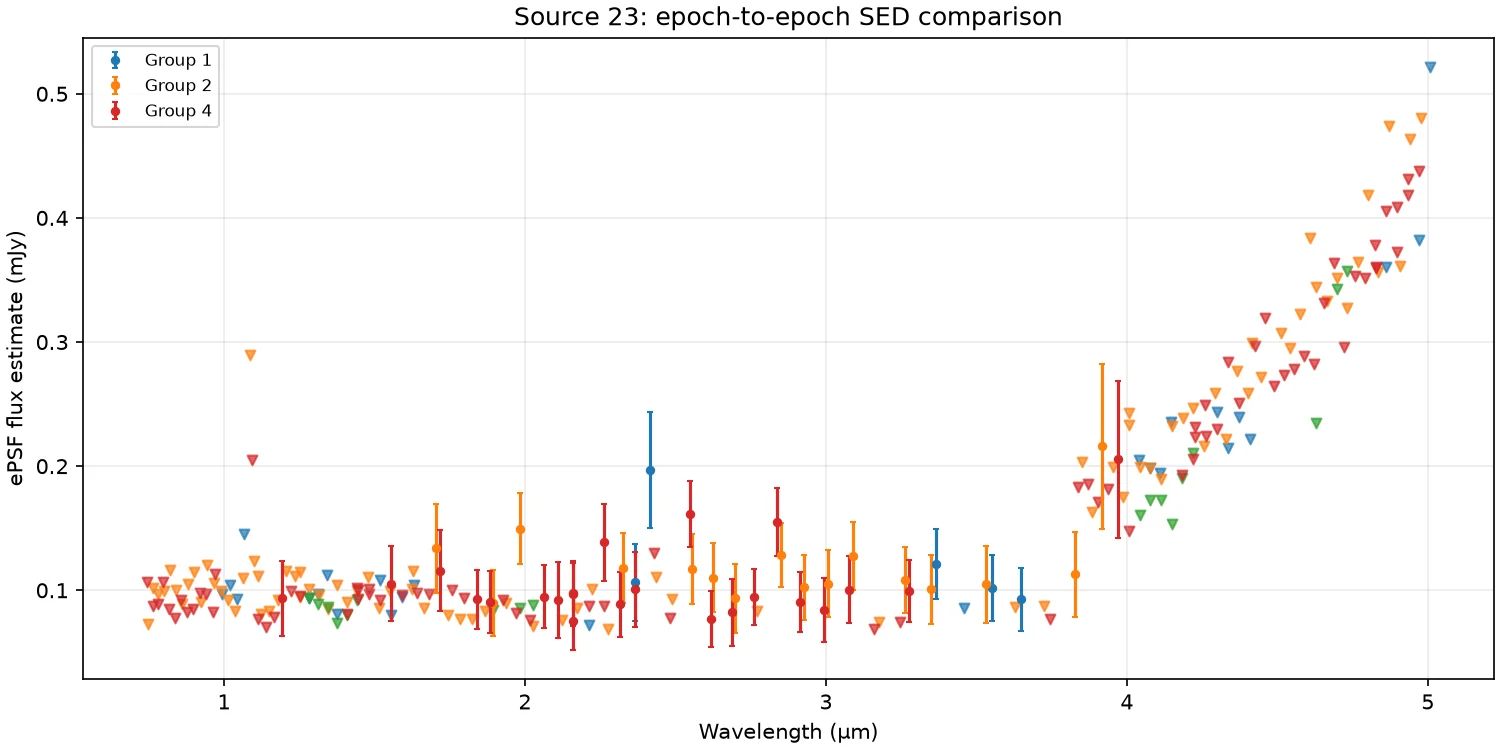 Source 23: epoch-to-epoch SED comparison
Group 1
Group 2
Group 4
ePSF flux estimate (mJy)
0.5
0.4
0.3
0.2
0.1
1 2 3 4 5
Wavelength (μm)